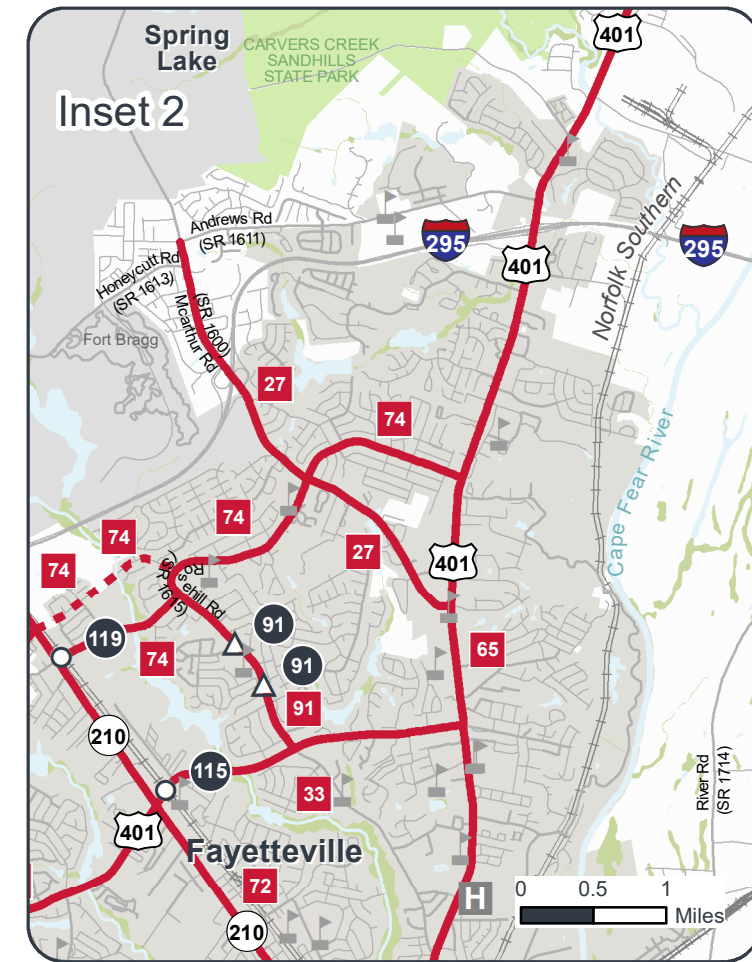 Spring
Lake
CARVERS CREEK
SANDHILLS
STATE PARK
401
Inset 2
Norfolk Southern
Andrews Rd
(SR 1611)
295
295
401
Honeycutt Rd
(SR 1613)
(SR 1600)
Mcarthur Rd
Fort Bragg
27
74
Cape Fear River
74
74
27
401
74
Rosehill Rd
(SR 1615)
91
119
65
74
91
91
210
115
River Rd
(SR 1714)
33
401
Fayetteville
72
H
0 0.5 1
Miles
210